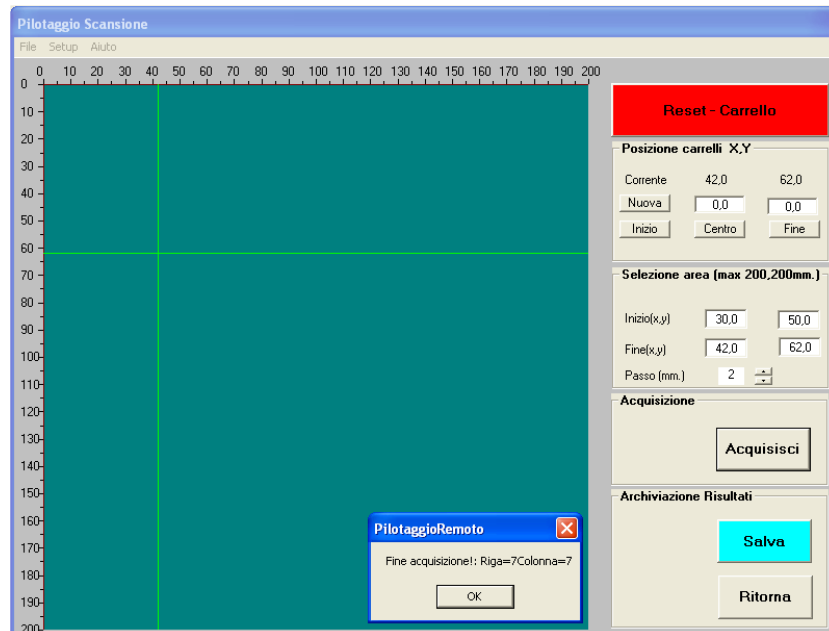 Pilotaggio Scansione
File Setup Aiuto
0 10 20 30 40 50 60 70 80 90 100 110 120 130 140 150 160 170 180 190 200
0
10
20
30
40
50
60
70
80
90
100
110
120
130
140
150
160
170
180
190
200
Reset - Carrello
Posizione carrelli X,Y
Corrente 42,0 62,0
Nuova 0,0 0,0
Inizio Centro Fine
Selezione area (max 200,200mm.)
Inizio(x,y) 30,0 50,0
Fine(x,y) 42,0 62,0
Passo (mm.) 2
Acquisizione
Acquisisci
Archiviazione Risultati
Salva
Ritorna
PilotaggioRemoto
Fine acquisizione!: Riga=7Colonna=7
OK